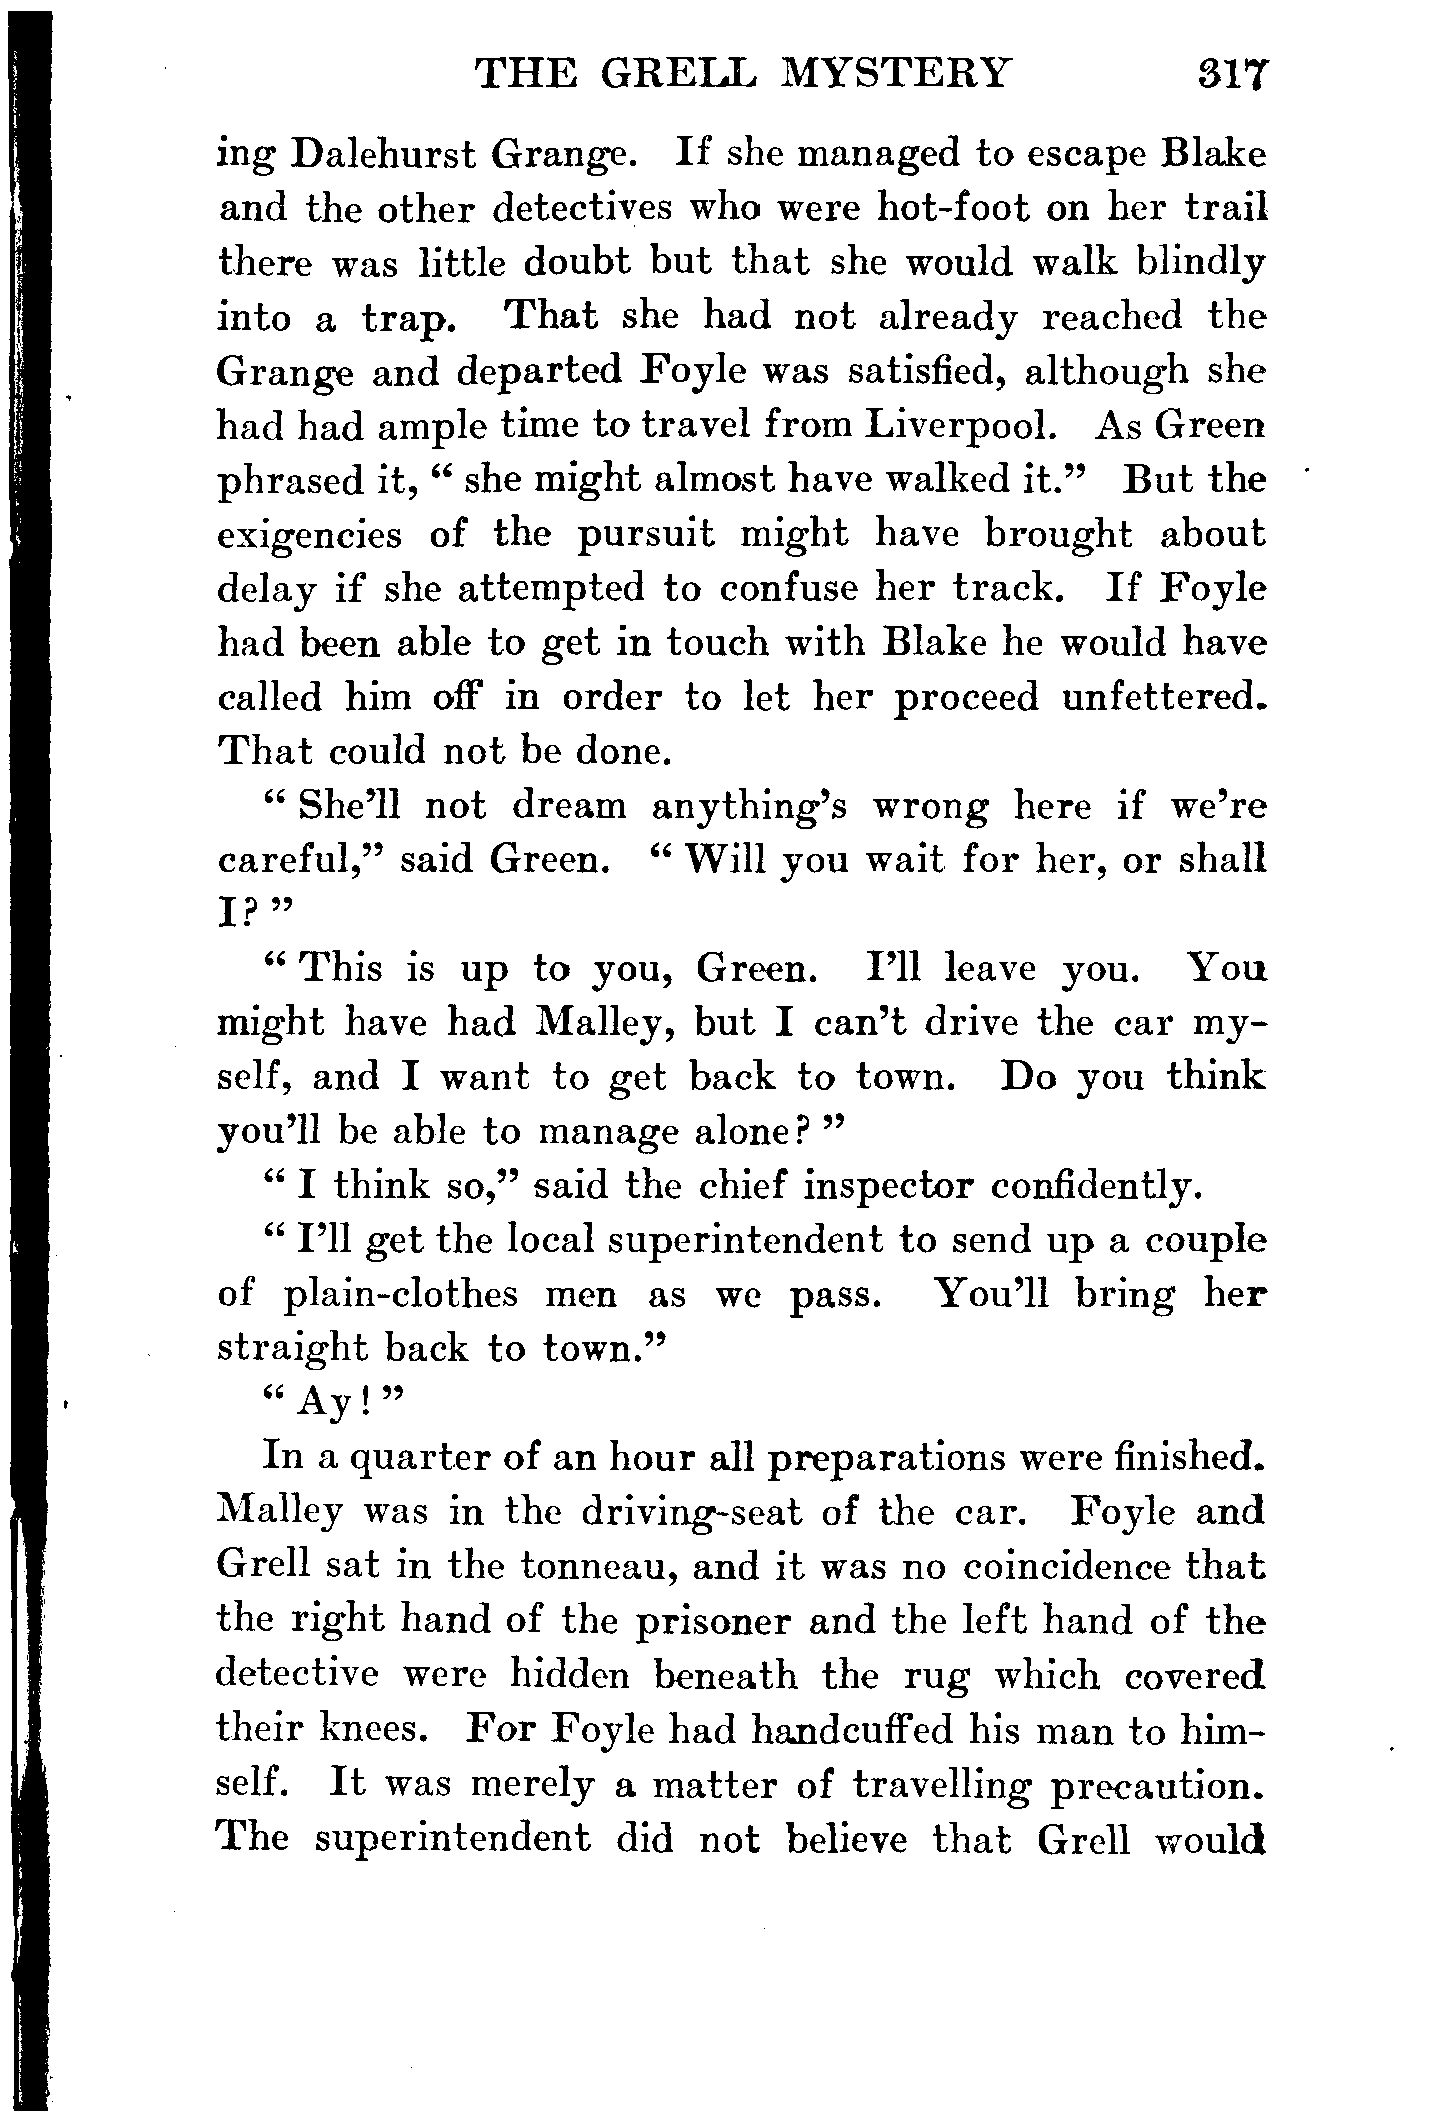 THE GRELL MYSTERY 317
ing Dalehurst Grange. If she managed to escape Blake
and the other detectives who were hot-foot on her trail
there was little doubt but that she would walk blindly
into a trap. That she had not already reached the
Grange and departed Foyle was satisfied, although she
had had ample time to travel from Liverpool. As Green
phrased it, “ she might almost have walked it.” But the
exigencies of the pursuit might have brought about
delay if she attempted to confuse her track. If Foyle
had been able to get in touch with Blake he would have
called him off in order to let her proceed unfettered.
That could not be done.
“ She’ll not dream anything’s wrong here if we’re
careful,” said Green. “ Will you wait for her, or shall
I? ”
“ This is up to you, Green. I’ll leave you. You
might have had Malley, but I can’t drive the car my-
self, and I want to get back to town. Do you think
you’ll be able to manage alone? ”
“ I think so,” said the chief inspector confidently.
“ I’ll get the local superintendent to send up a couple
of plain-clothes men as we pass. You’ll bring her
straight back to town.”
“ Ay! ”
In a quarter of an hour all preparations were finished.
Malley was in the driving-seat of the car. Foyle and
Grell sat in the tonneau, and it was no coincidence that
the right hand of the prisoner and the left hand of the
detective were hidden beneath the rug which covered
their knees. For Foyle had handcuffed his man to him-
self. It was merely a matter of travelling precaution.
The superintendent did not believe that Grell would